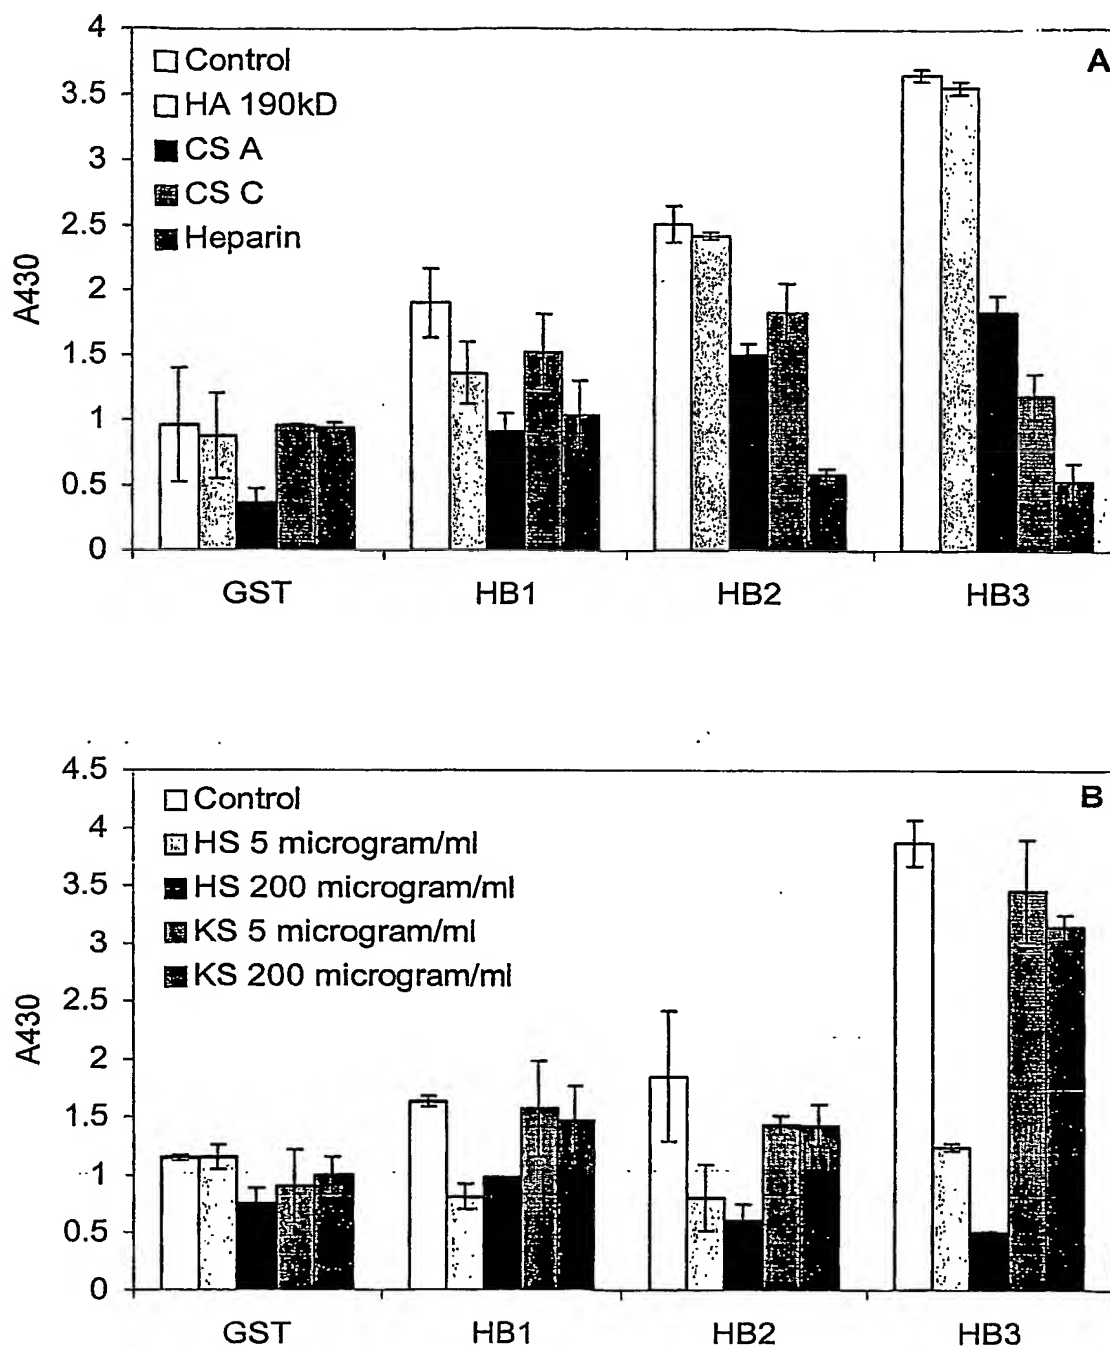 A
4
3.5
3
2.5
2
1.5
1
0.5
0
A430
Control
HA 190kD
CS A
CS C
Heparin
GST HB1 HB2 HB3
B
4.5
4
3.5
3
2.5
2
1.5
1
0.5
0
A430
Control
HS 5 microgram/ml
HS 200 microgram/ml
KS 5 microgram/ml
KS 200 microgram/ml
GST HB1 HB2 HB3